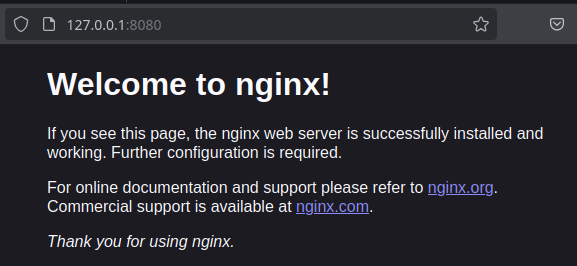 127.0.0.1:8080
Welcome to nginx!
If you see this page, the nginx web server is successfully installed and
working. Further configuration is required.
For online documentation and support please refer to nginx.org.
Commercial support is available at nginx.com.
Thank you for using nginx.